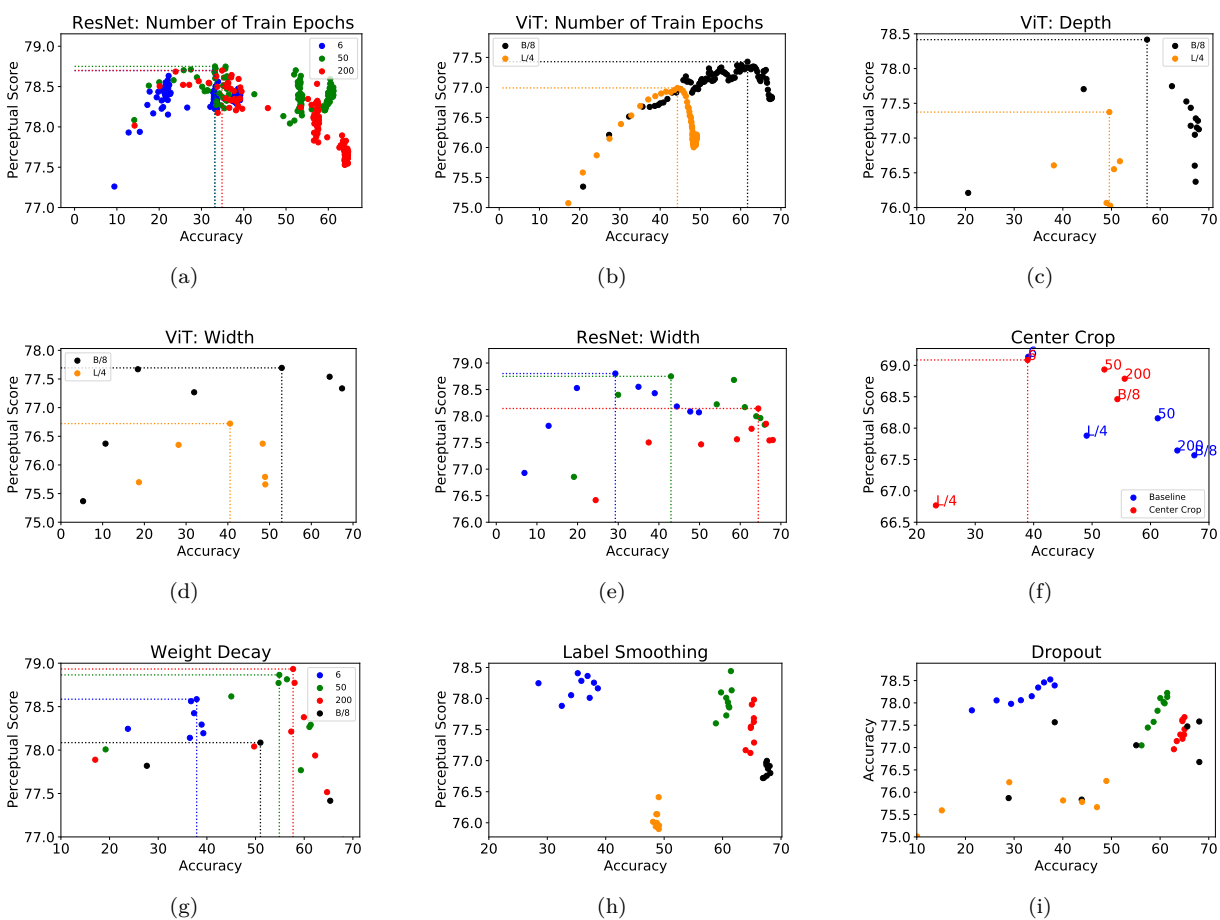 ResNet: Number of Train Epochs
79.0
78.5
78.0
77.5
77.0
Perceptual Score
6
50
200
0 10 20 30 40 50 60
Accuracy
(a)
ViT: Number of Train Epochs
77.5
77.0
76.5
76.0
75.5
75.0
Perceptual Score
B/8
L/4
10 20 30 40 50 60 70
Accuracy
(b)
ViT: Depth
78.5
78.0
77.5
77.0
76.5
76.0
Perceptual Score
B/8
L/4
10 20 30 40 50 60 70
Accuracy
(c)
ViT: Width
78.0
77.5
77.0
76.5
76.0
75.5
75.0
Perceptual Score
B/8
L/4
0 10 20 30 40 50 60 70
Accuracy
(d)
ResNet: Width
79.0
78.5
78.0
77.5
77.0
76.5
76.0
Perceptual Score
0 10 20 30 40 50 60 70
Accuracy
(e)
Center Crop
69.0
68.5
68.0
67.5
67.0
66.5
Perceptual Score
50
200
B/8
50
L/4
200
B/8
L/4
Baseline
Center Crop
20 30 40 50 60 70
Accuracy
(f)
Weight Decay
79.0
78.5
78.0
77.5
77.0
Perceptual Score
6
50
200
B/8
10 20 30 40 50 60 70
Accuracy
(g)
Label Smoothing
78.5
78.0
77.5
77.0
76.5
76.0
Perceptual Score
20 30 40 50 60 70
Accuracy
(h)
Dropout
78.5
78.0
77.5
77.0
76.5
76.0
75.5
75.0
Accuracy
10 20 30 40 50 60 70
Accuracy
(i)